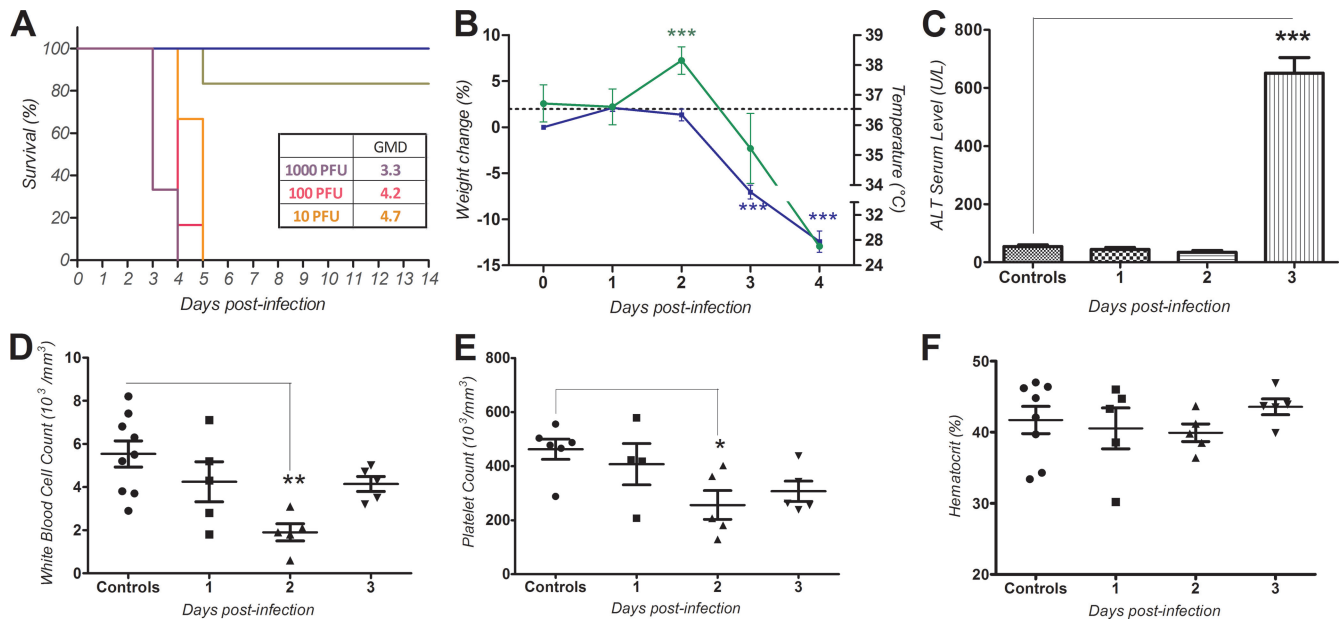 A
Survival (%)
100
80
60
40
20
0
0 1 2 3 4 5 6 7 8 9 10 11 12 13 14
Days post-infection
GMD
1000 PFU 3.3
100 PFU 4.2
10 PFU 4.7
B
Weight change (%)
10
5
0
-5
-10
-15
0 1 2 3 4
Days post-infection
***
***
***
Temperature (°C)
39
38
37
36
35
34
32
28
24
C
ALT Serum Level (U/L)
800
600
400
200
0
***
Controls 1 2 3
Days post-infection
D
White Blood Cell Count (10³ /mm³)
10
8
6
4
2
0
**
Controls 1 2 3
Days post-infection
E
Platelet Count (10³/mm³)
800
600
400
200
0
*
Controls 1 2 3
Days post-infection
F
Hematocrit (%)
60
40
20
Controls 1 2 3
Days post-infection